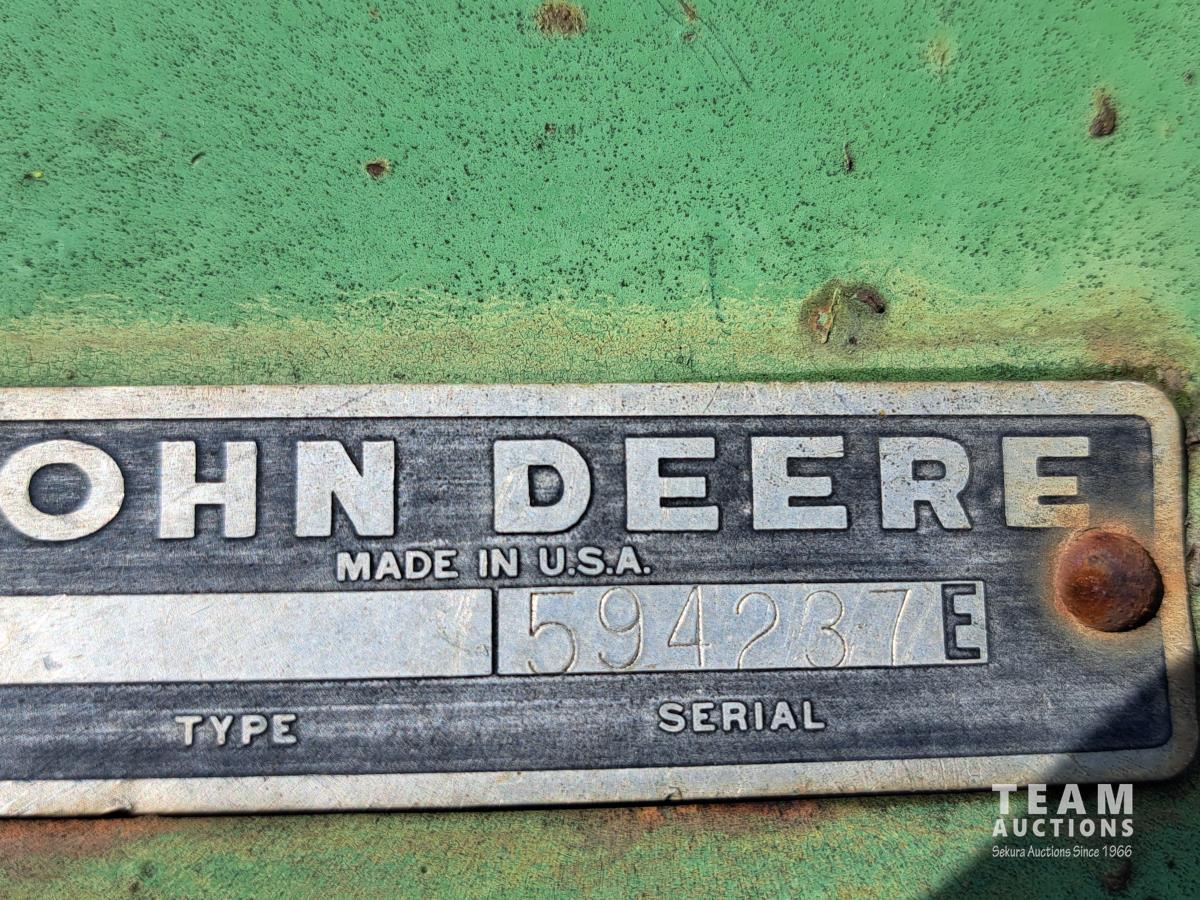 OHN DEERE
MADE IN U.S.A.
594237E
TYPE
SERIAL
TEAM
AUCTIONS
Sekura Auctions Since 1966